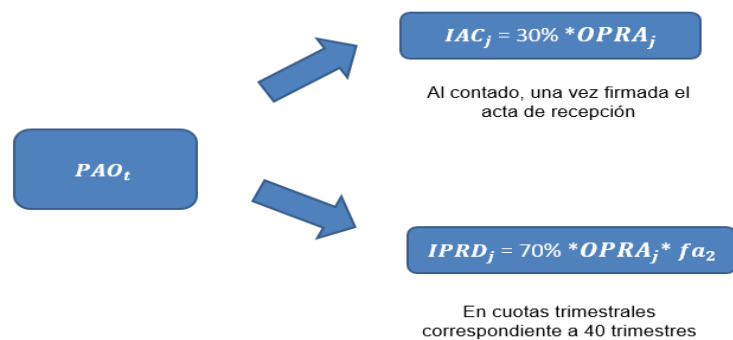 IAC_j = 30% *OPRA_j
Al contado, una vez firmada el
acta de recepción
PAO_t
IPRD_j = 70% *OPRA_j* fa_2
En cuotas trimestrales
correspondiente a 40 trimestres